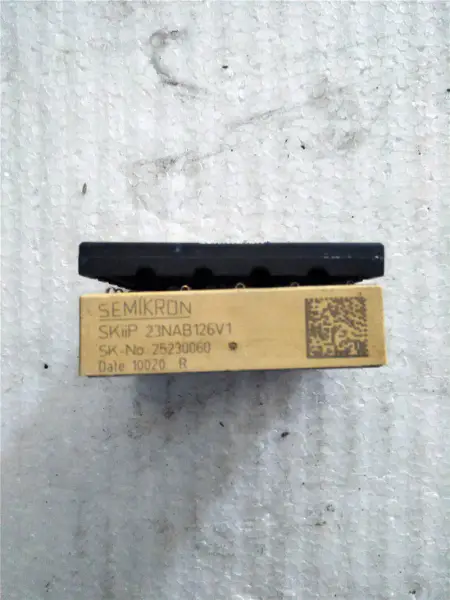 SEMIKRON
SKiiP 23NAB126V1
SK-No. 25230060
Date 10020 R